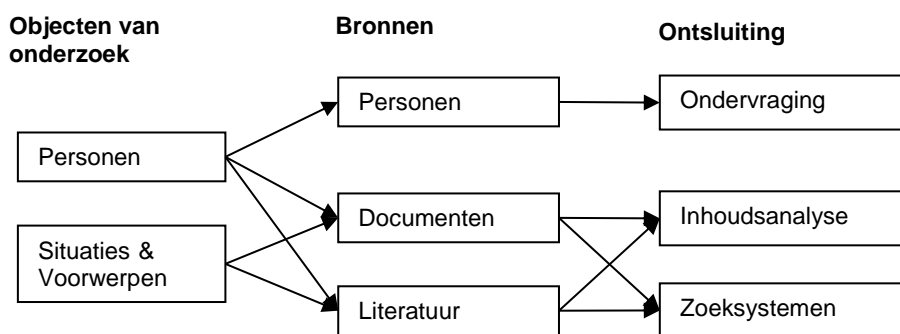 Objecten van
onderzoek
Bronnen
Ontsluiting
Personen
Situaties &
Voorwerpen
Personen
Documenten
Literatuur
Ondervraging
Inhoudsanalyse
Zoeksystemen